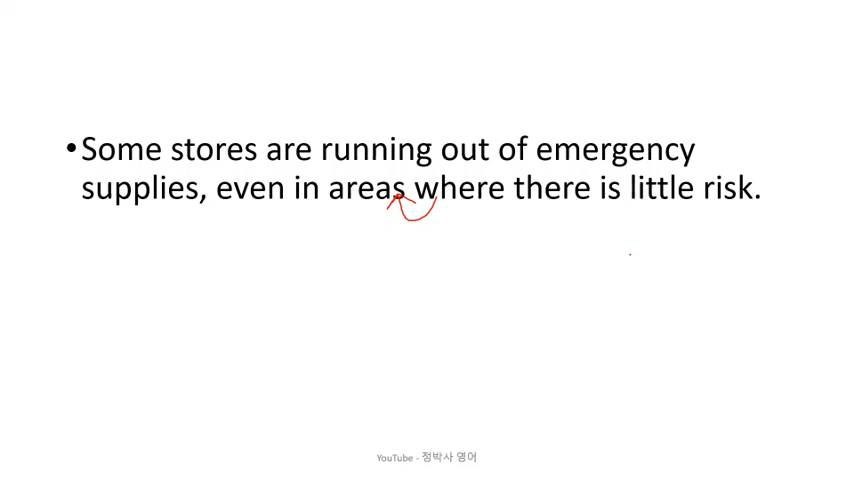 •Some stores are running out of emergency
supplies, even in areas where there is little risk.
YouTube - 정박사 영어